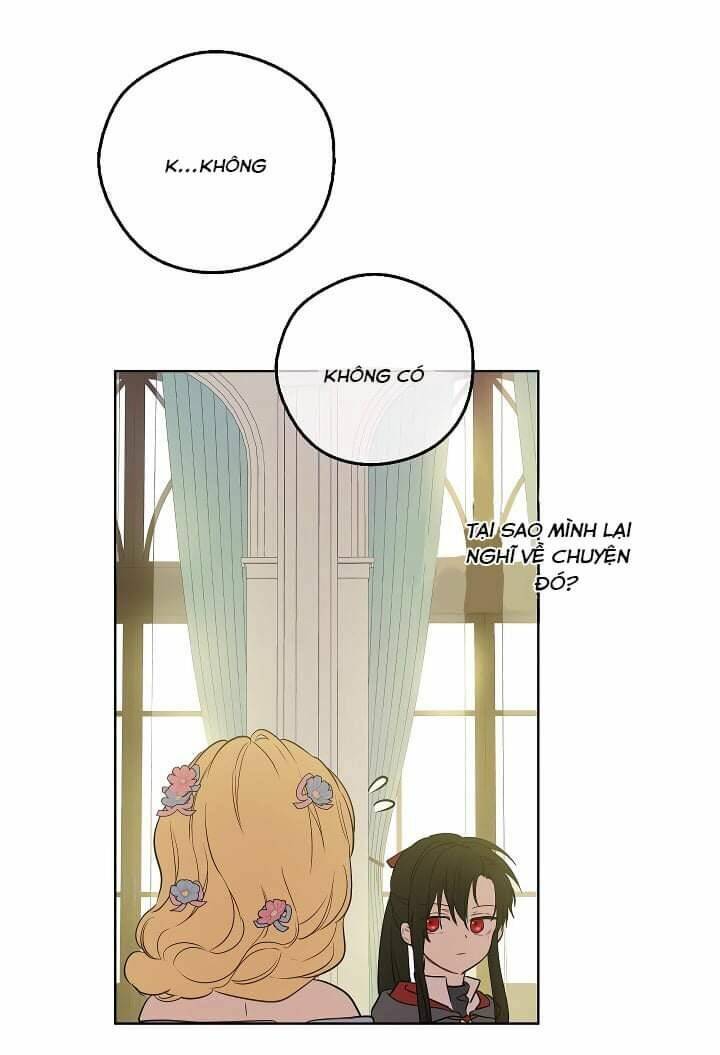 K...KHÔNG
KHÔNG CÓ
TẠI SAO MÌNH LẠI
NGHĨ VỀ CHUYỆN
ĐÓ?